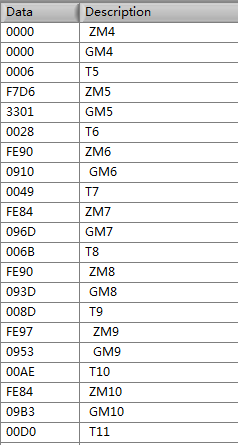 Data Description
0000 ZM4
0000 GM4
0006 T5
F7D6 ZM5
3301 GM5
0028 T6
FE90 ZM6
0910 GM6
0049 T7
FE84 ZM7
096D GM7
006B T8
FE90 ZM8
093D GM8
008D T9
FE97 ZM9
0953 GM9
00AE T10
FE84 ZM10
09B3 GM10
00D0 T11